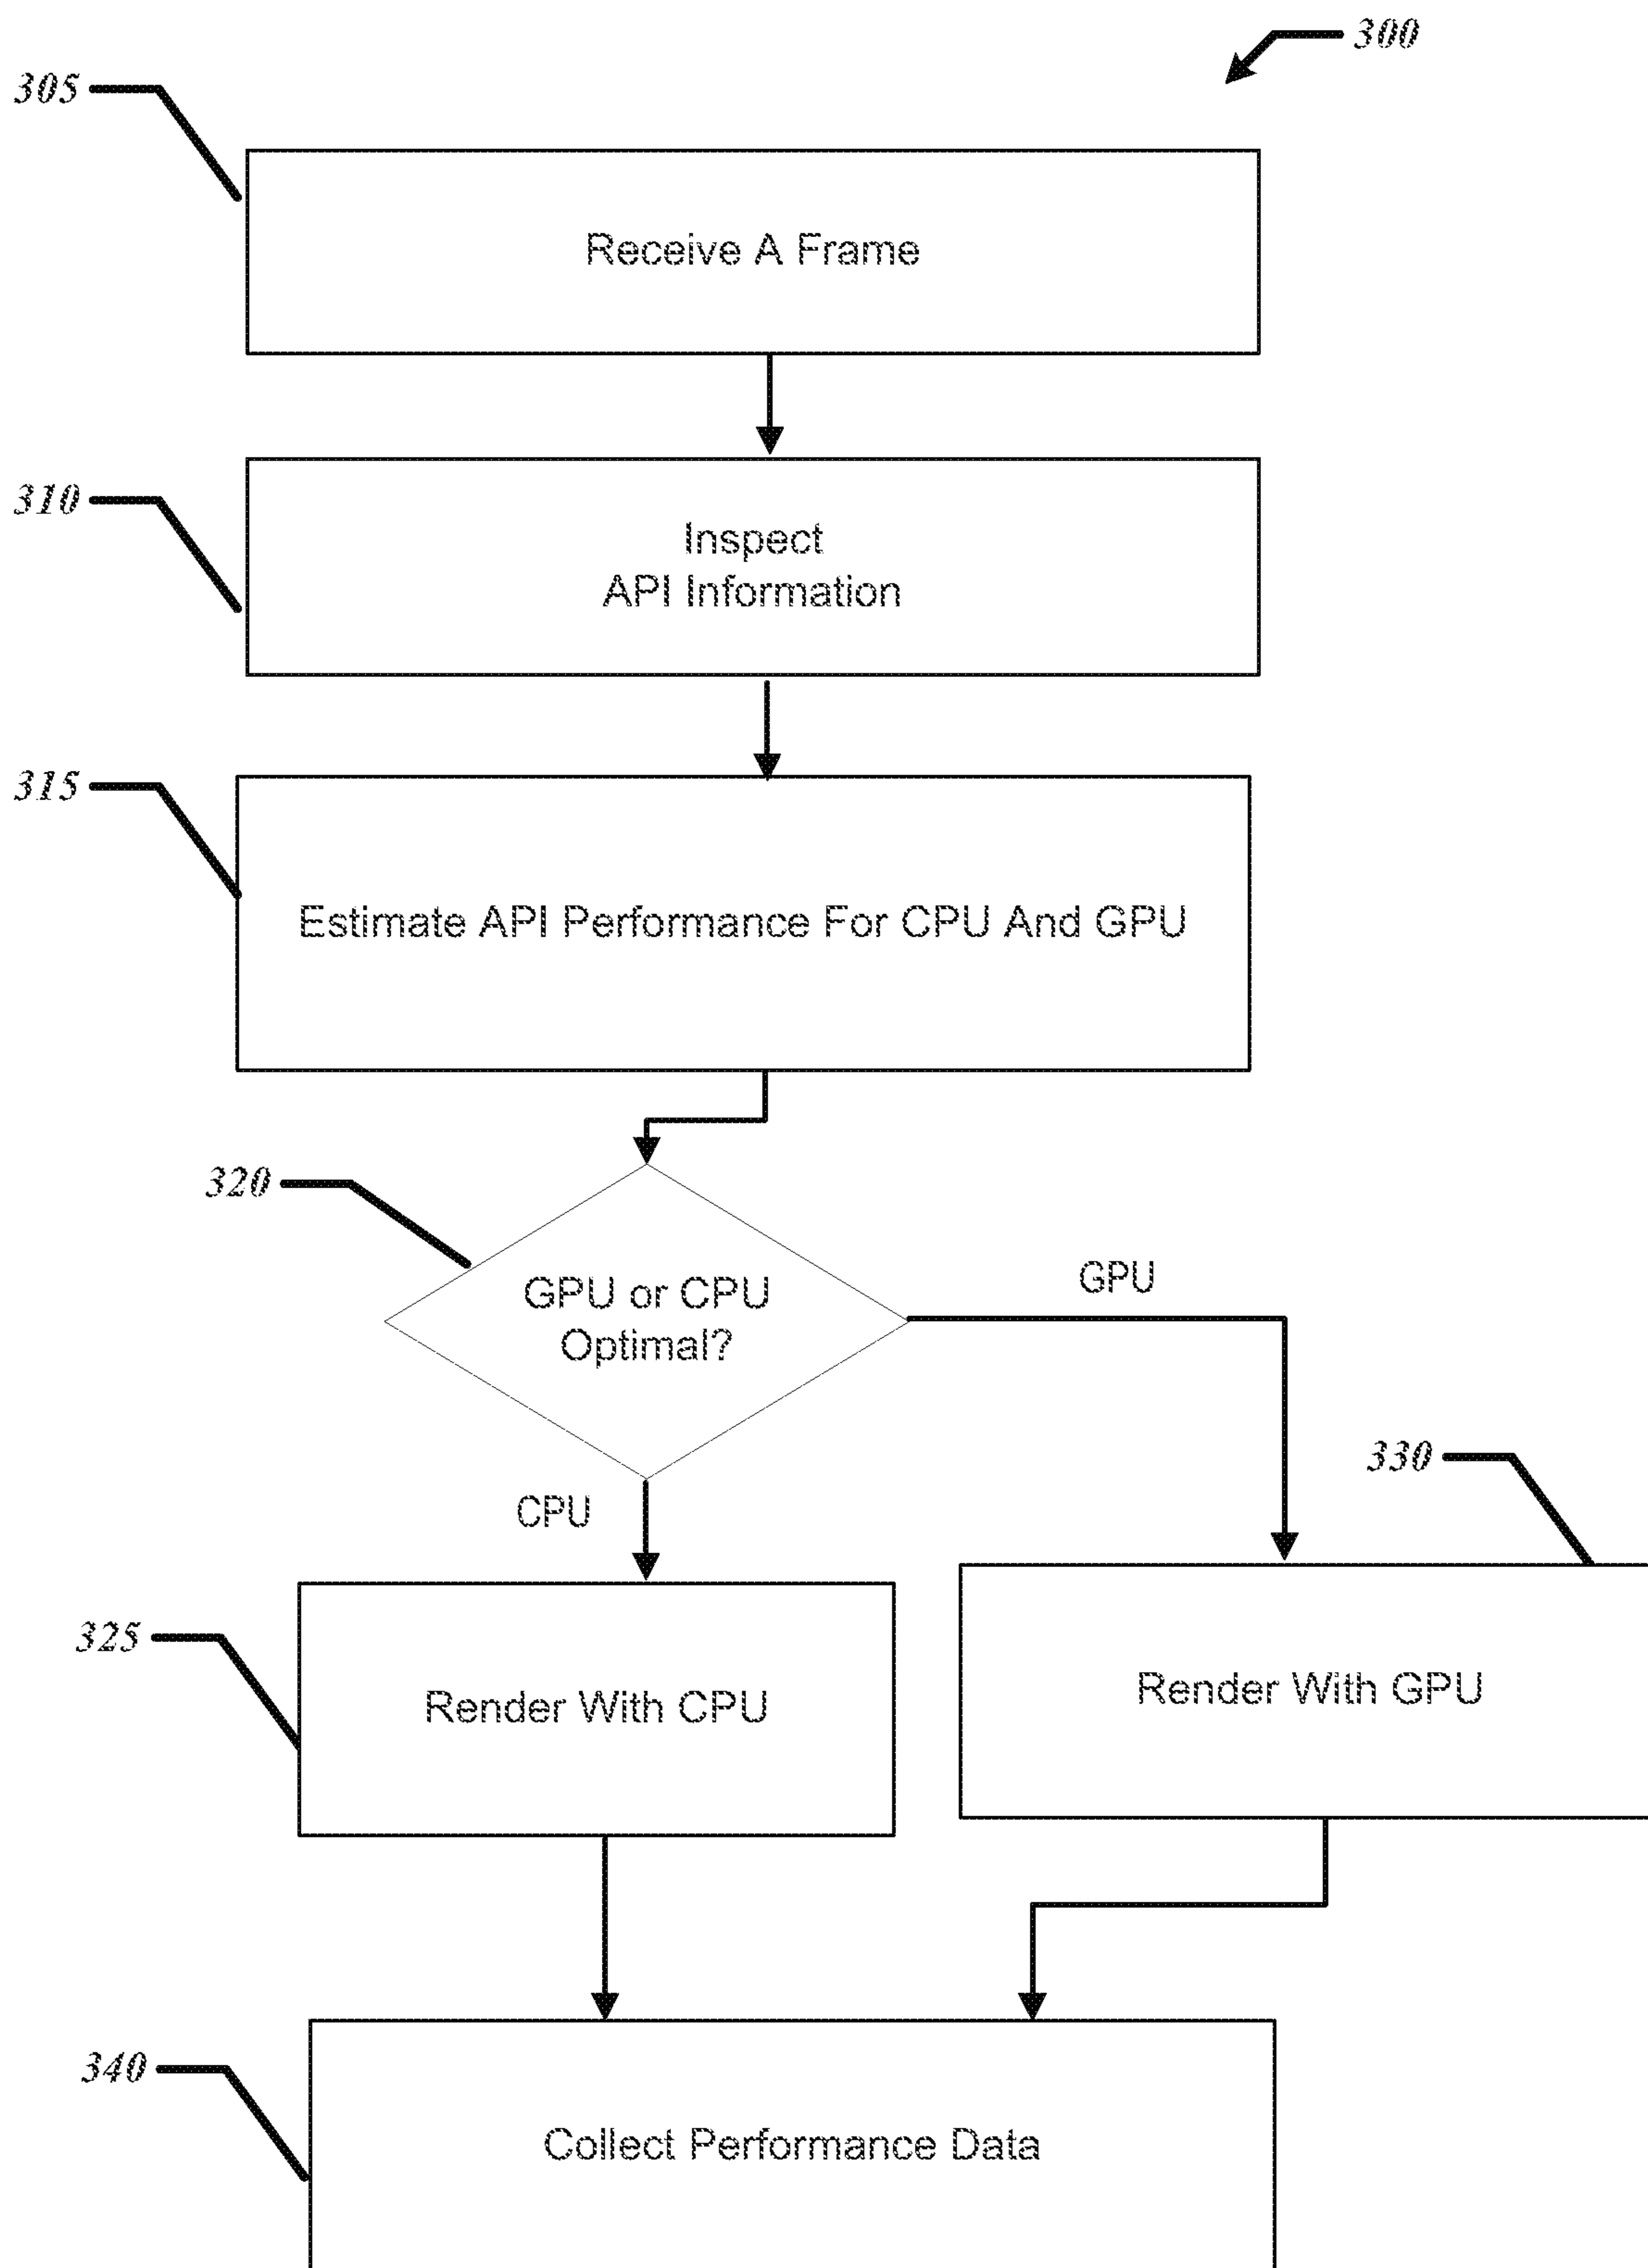 300
305
Receive A Frame
310
Inspect
API Information
315
Estimate API Performance For CPU And GPU
320
GPU or CPU
Optimal?
GPU
CPU
330
325
Render With CPU
Render With GPU
340
Collect Performance Data